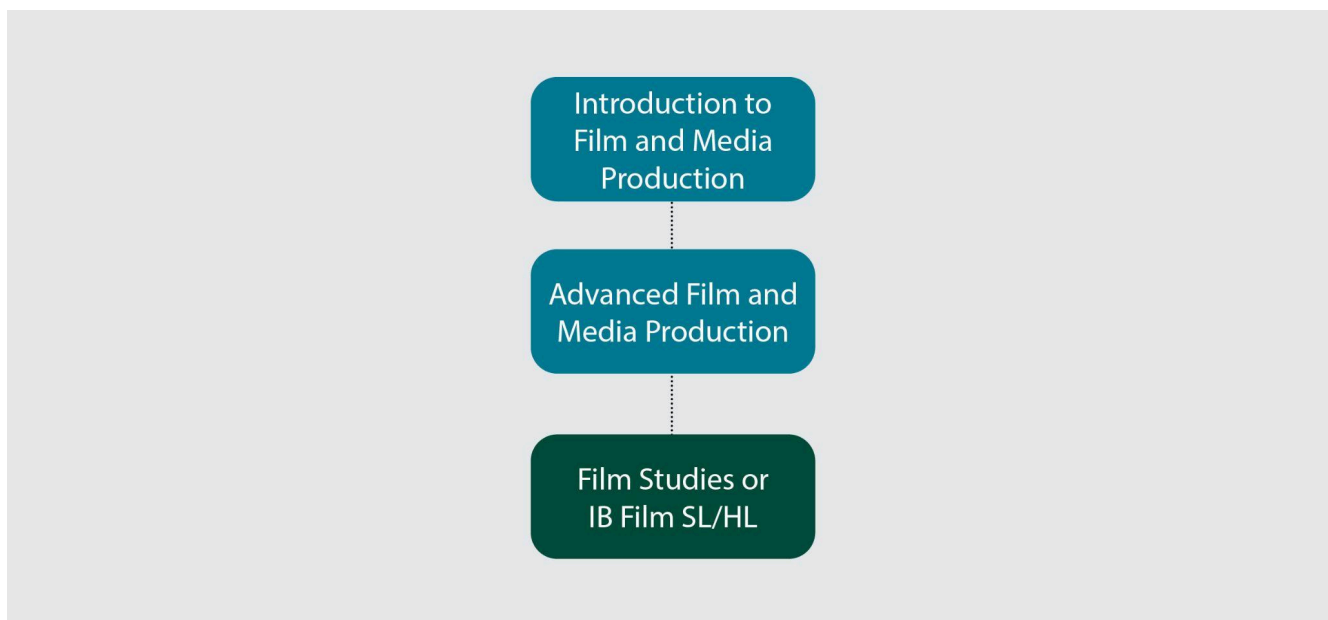 Introduction to
Film and Media
Production
Advanced Film and
Media Production
Film Studies or
IB Film SL/HL